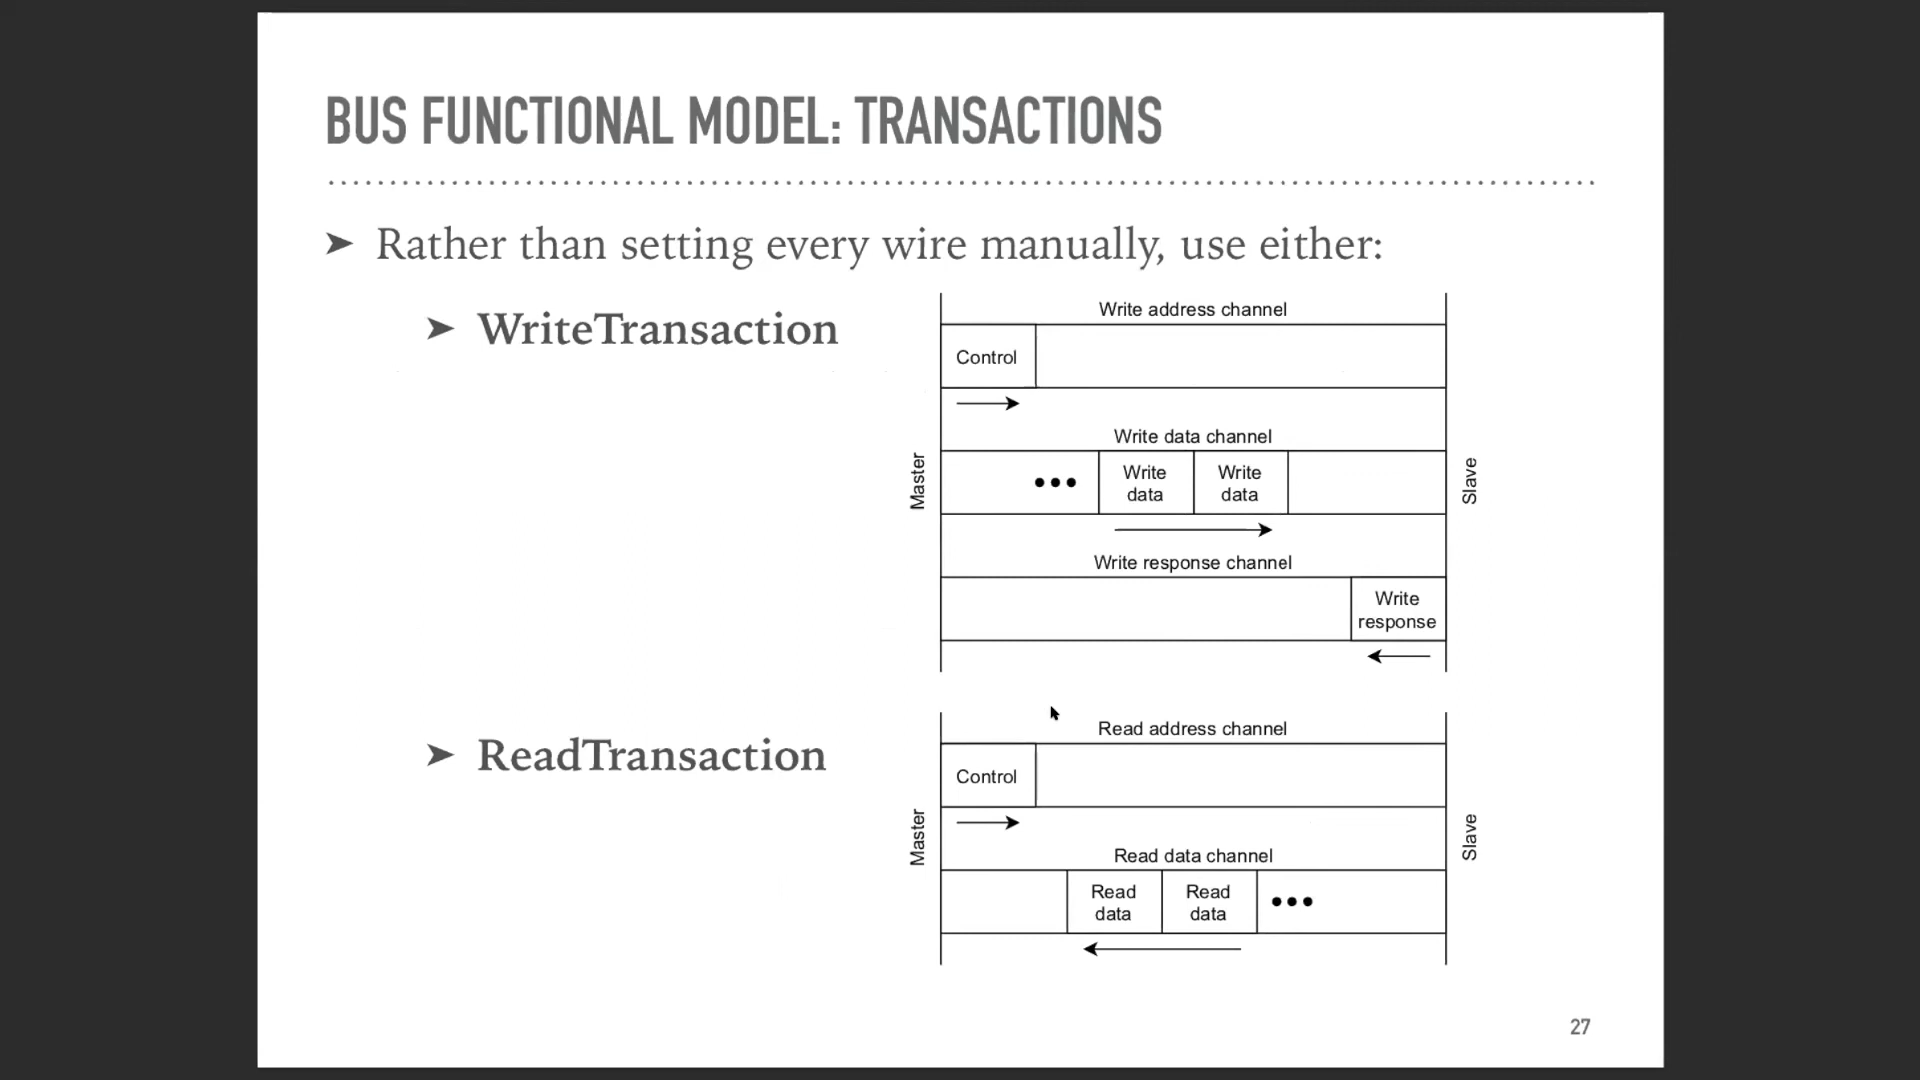 BUS FUNCTIONAL MODEL: TRANSACTIONS
➤ Rather than setting every wire manually, use either:
➤ WriteTransaction
Write address channel
Control
Write data channel
Master
•••
Write
data
Write
data
Slave
Write response channel
Write
response
➤ ReadTransaction
Read address channel
Control
Master
Slave
Read data channel
Read
data
Read
data
•••
27